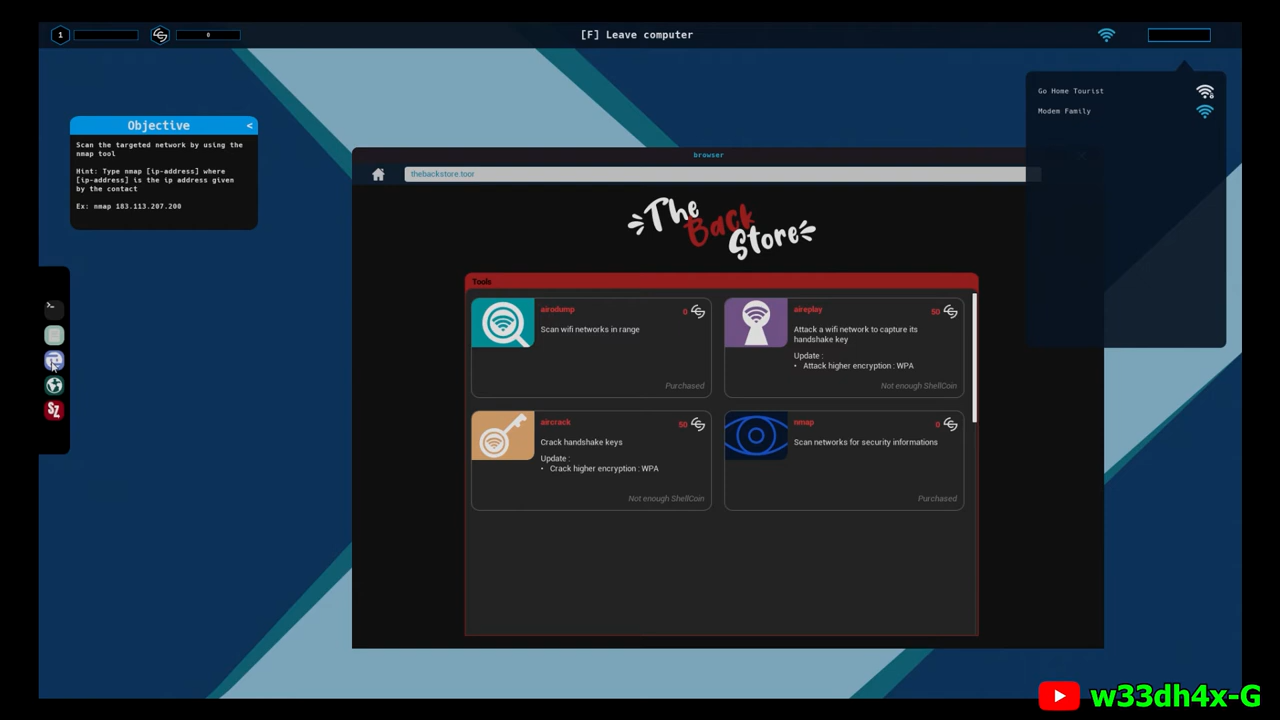 1
0
[F] Leave computer
Go Home Tourist
Modem Family
Objective <
Scan the targeted network by using the
nmap tool
Hint: Type nmap [ip-address] where
[ip-address] is the ip address given
by the contact
Ex: nmap 183.113.207.200
>_
SZ
browser
thebackstore.toor
The
Back
Store
Tools
airodump 0
Scan wifi networks in range
Purchased
aireplay 50
Attack a wifi network to capture its
handshake key
Update :
• Attack higher encryption : WPA
Not enough ShellCoin
aircrack 50
Crack handshake keys
Update :
• Crack higher encryption : WPA
Not enough ShellCoin
nmap 0
Scan networks for security informations
Purchased
w33dh4x-G